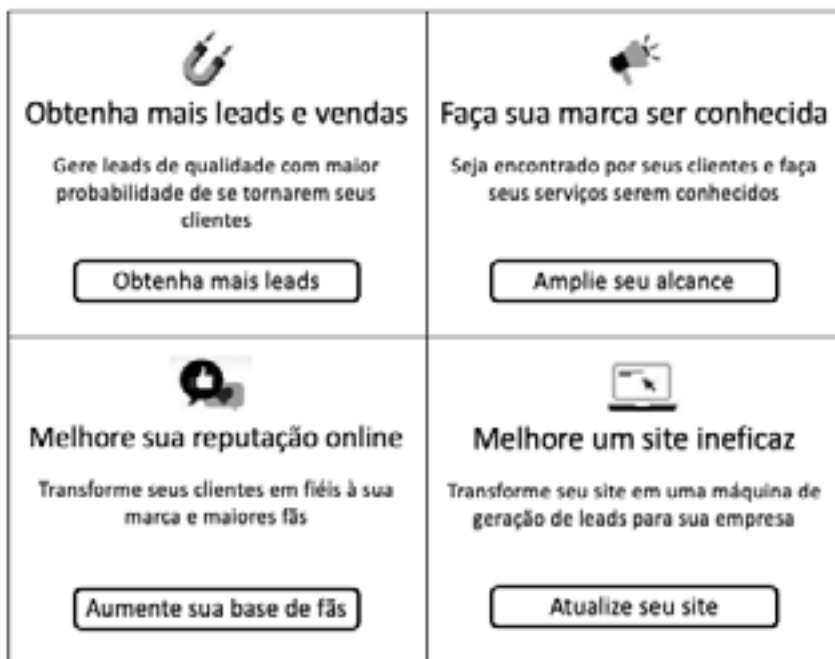 Obtenha mais leads e vendas
Gere leads de qualidade com maior
probabilidade de se tornarem seus
clientes
Obtenha mais leads
Faça sua marca ser conhecida
Seja encontrado por seus clientes e faça
seus serviços serem conhecidos
Amplie seu alcance
Melhore sua reputação online
Transforme seus clientes em fiéis à sua
marca e maiores fãs
Aumente sua base de fãs
Melhore um site ineficaz
Transforme seu site em uma máquina de
geração de leads para sua empresa
Atualize seu site